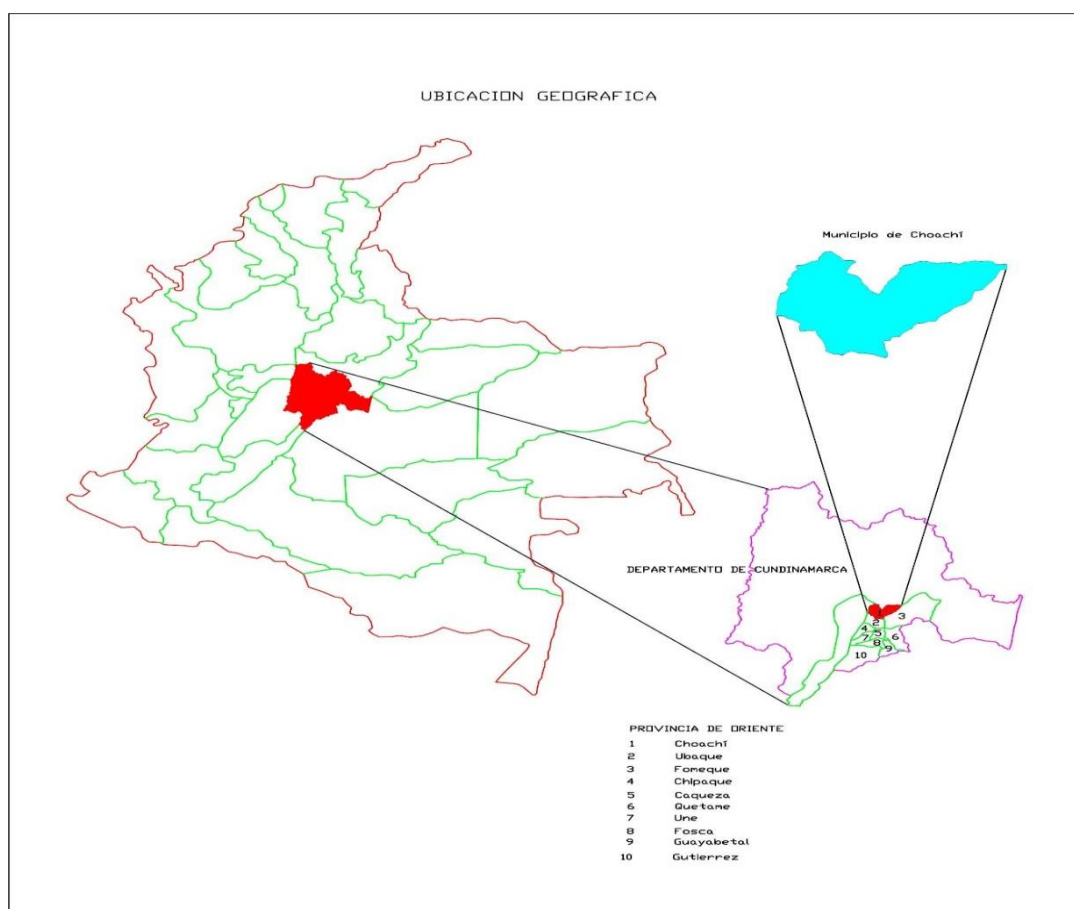 UBICACION GEOGRAFICA
Municipio de Choachí
DEPARTAMENTO DE CUNDINAMARCA
3
2
4
5
6
7
8
9
10
PROVINCIA DE ORIENTE
1 Choachí
2 Ubaque
3 Fomeque
4 Chipaque
5 Caqueza
6 Quetame
7 Une
8 Fosca
9 Guayabetal
10 Gutierrez